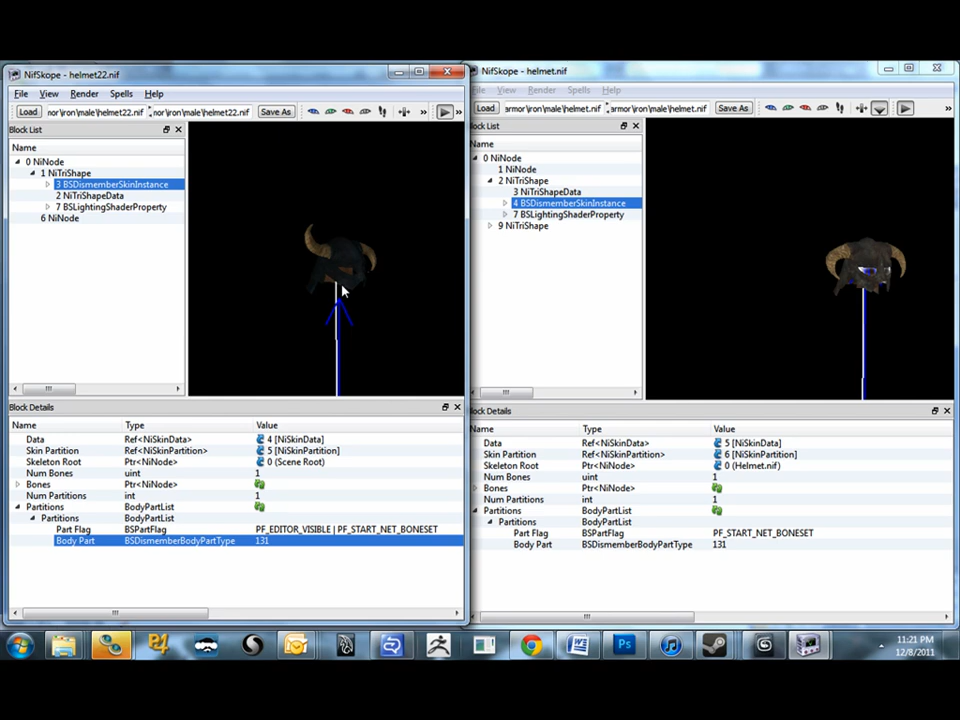 NifSkope - helmet22.nif
File View Render Spells Help
Load nor\iron\male\helmet22.nif nor\iron\male\helmet22.nif Save As »
Block List
Name
0 NiNode
1 NiTriShape
3 BSDismemberSkinInstance
2 NiTriShapeData
7 BSLightingShaderProperty
6 NiNode
Block Details
Name Type Value
Data Ref<NiSkinData> 4 [NiSkinData]
Skin Partition Ref<NiSkinPartition> 5 [NiSkinPartition]
Skeleton Root Ptr<NiNode> 0 (Scene Root)
Num Bones uint 1
Bones Ptr<NiNode>
Num Partitions int 1
Partitions BodyPartList
Partitions BodyPartList
Part Flag BSPartFlag PF_EDITOR_VISIBLE | PF_START_NET_BONESET
Body Part BSDismemberBodyPartType 131
NifSkope - helmet.nif
File View Render Spells Help
Load armor\iron\male\helmet.nif armor\iron\male\helmet.nif Save As »
Block List
Name
0 NiNode
1 NiNode
2 NiTriShape
3 NiTriShapeData
4 BSDismemberSkinInstance
7 BSLightingShaderProperty
9 NiTriShape
Block Details
Name Type Value
Data Ref<NiSkinData> 5 [NiSkinData]
Skin Partition Ref<NiSkinPartition> 6 [NiSkinPartition]
Skeleton Root Ptr<NiNode> 0 (Helmet.nif)
Num Bones uint 1
Bones Ptr<NiNode>
Num Partitions int 1
Partitions BodyPartList
Partitions BodyPartList
Part Flag BSPartFlag PF_START_NET_BONESET
Body Part BSDismemberBodyPartType 131
P4 W Ps
11:21 PM
12/8/2011